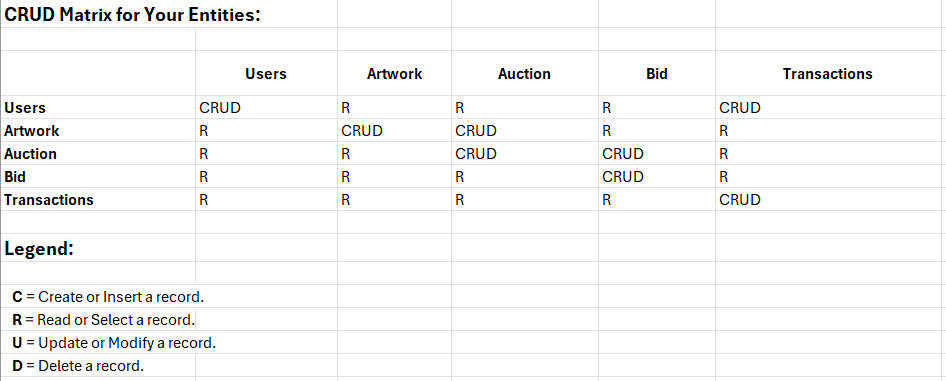 CRUD Matrix for Your Entities:
Users Artwork Auction Bid Transactions
Users CRUD R R R CRUD
Artwork R CRUD CRUD R R
Auction R R CRUD CRUD R
Bid R R R CRUD R
Transactions R R R R CRUD
Legend:
C = Create or Insert a record.
R = Read or Select a record.
U = Update or Modify a record.
D = Delete a record.